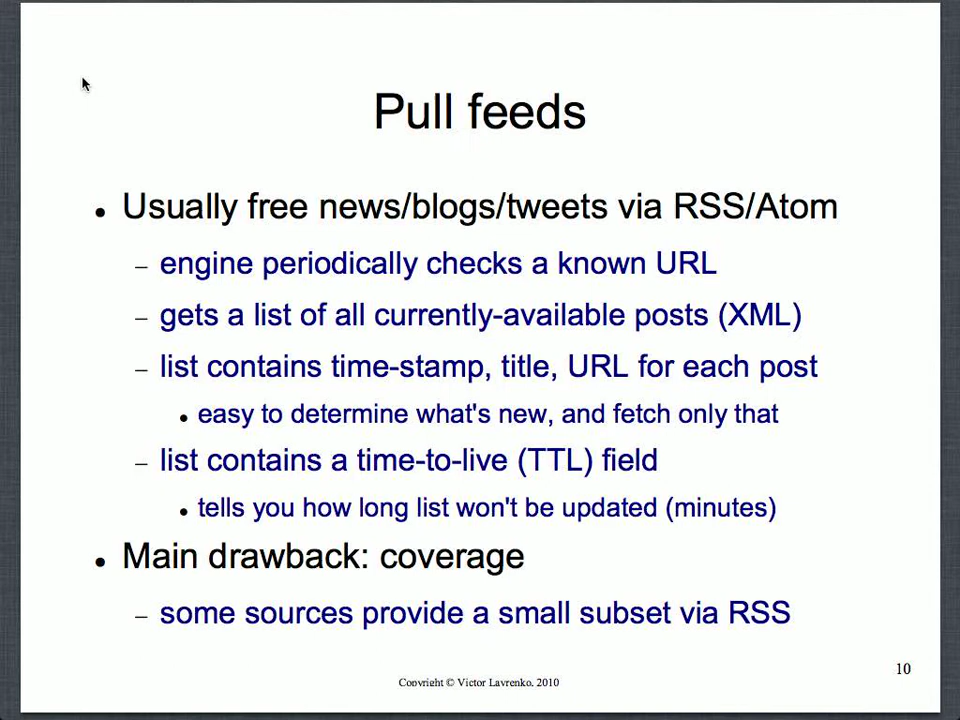 Pull feeds
• Usually free news/blogs/tweets via RSS/Atom
– engine periodically checks a known URL
– gets a list of all currently-available posts (XML)
– list contains time-stamp, title, URL for each post
• easy to determine what's new, and fetch only that
– list contains a time-to-live (TTL) field
• tells you how long list won't be updated (minutes)
• Main drawback: coverage
– some sources provide a small subset via RSS
10
Copyright © Victor Lavrenko, 2010